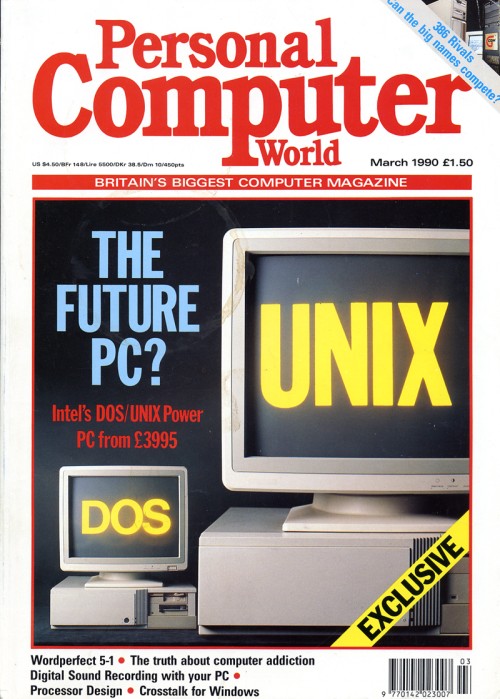 386 Rivals
Can the big names compete?
Personal
Computer
World
US $4.50/BFr 148/Lire 5500/DKr 38.5/Dm 10/450pts
March 1990 £1.50
BRITAIN'S BIGGEST COMPUTER MAGAZINE
THE
FUTURE
PC?
UNIX
Intel's DOS/UNIX Power
PC from £3995
DOS
EXCLUSIVE
Wordperfect 5-1 • The truth about computer addiction
Digital Sound Recording with your PC •
Processor Design • Crosstalk for Windows
03
9 770142 023007